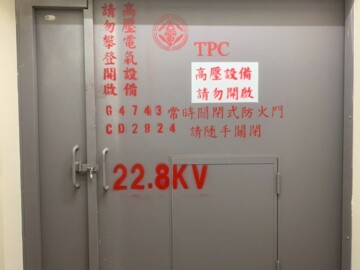 高壓電氣設備
請勿攀登開啟
TPC
高壓設備
請勿開啟
G4743
CD2824
常時關閉式防火門
請隨手關閉
22.8KV